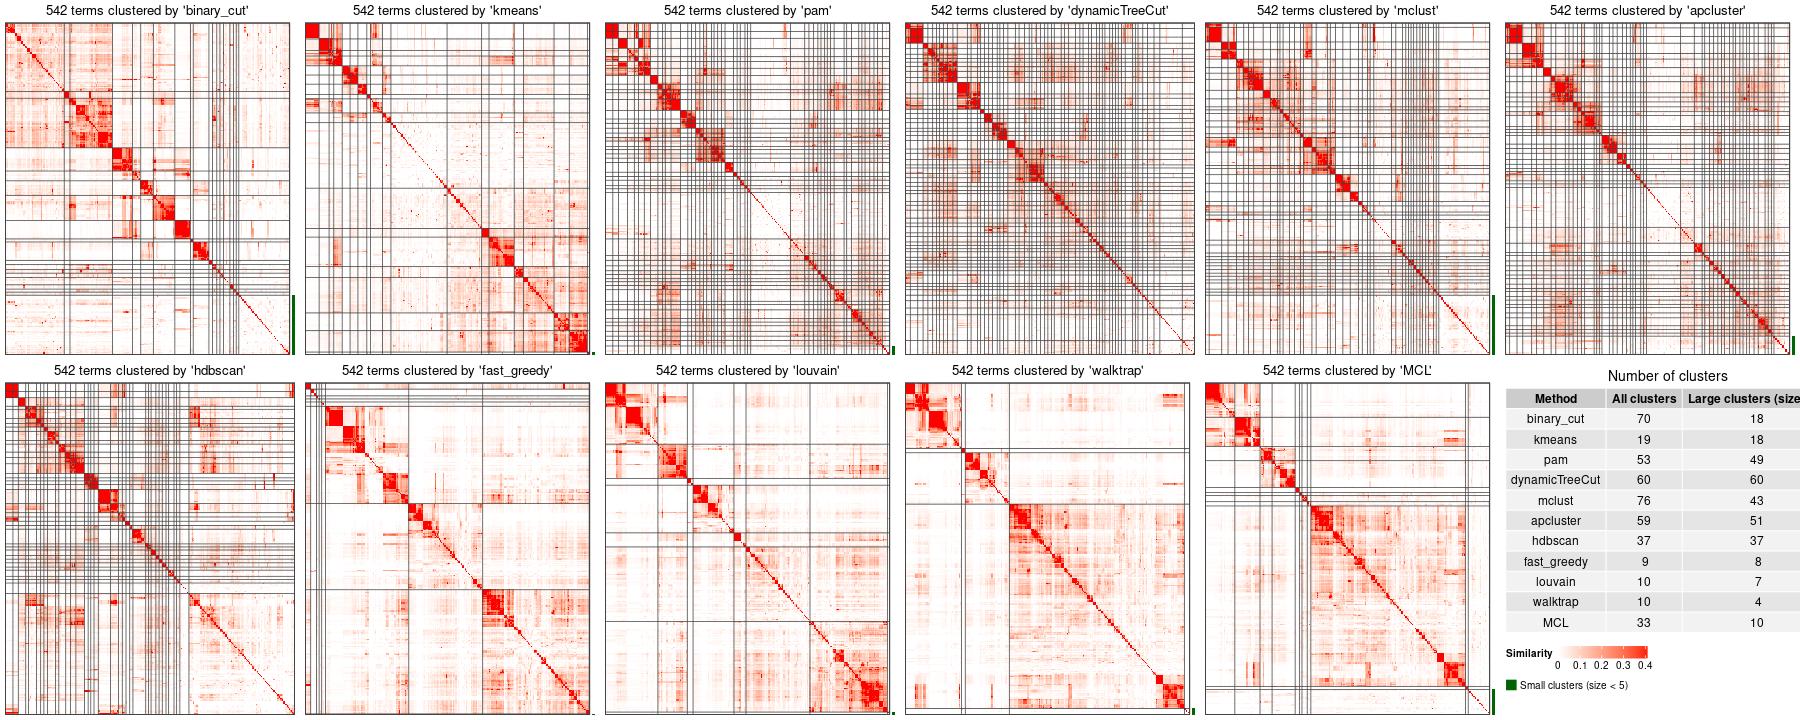 542 terms clustered by 'binary_cut'
542 terms clustered by 'kmeans'
542 terms clustered by 'pam'
542 terms clustered by 'dynamicTreeCut'
542 terms clustered by 'mclust'
542 terms clustered by 'apcluster'
542 terms clustered by 'hdbscan'
542 terms clustered by 'fast_greedy'
542 terms clustered by 'louvain'
542 terms clustered by 'walktrap'
542 terms clustered by 'MCL'
Number of clusters
Method All clusters Large clusters (size
binary_cut 70 18
kmeans 19 18
pam 53 49
dynamicTreeCut 60 60
mclust 76 43
apcluster 59 51
hdbscan 37 37
fast_greedy 9 8
louvain 10 7
walktrap 10 4
MCL 33 10
Similarity
0 0.1 0.2 0.3 0.4
Small clusters (size < 5)